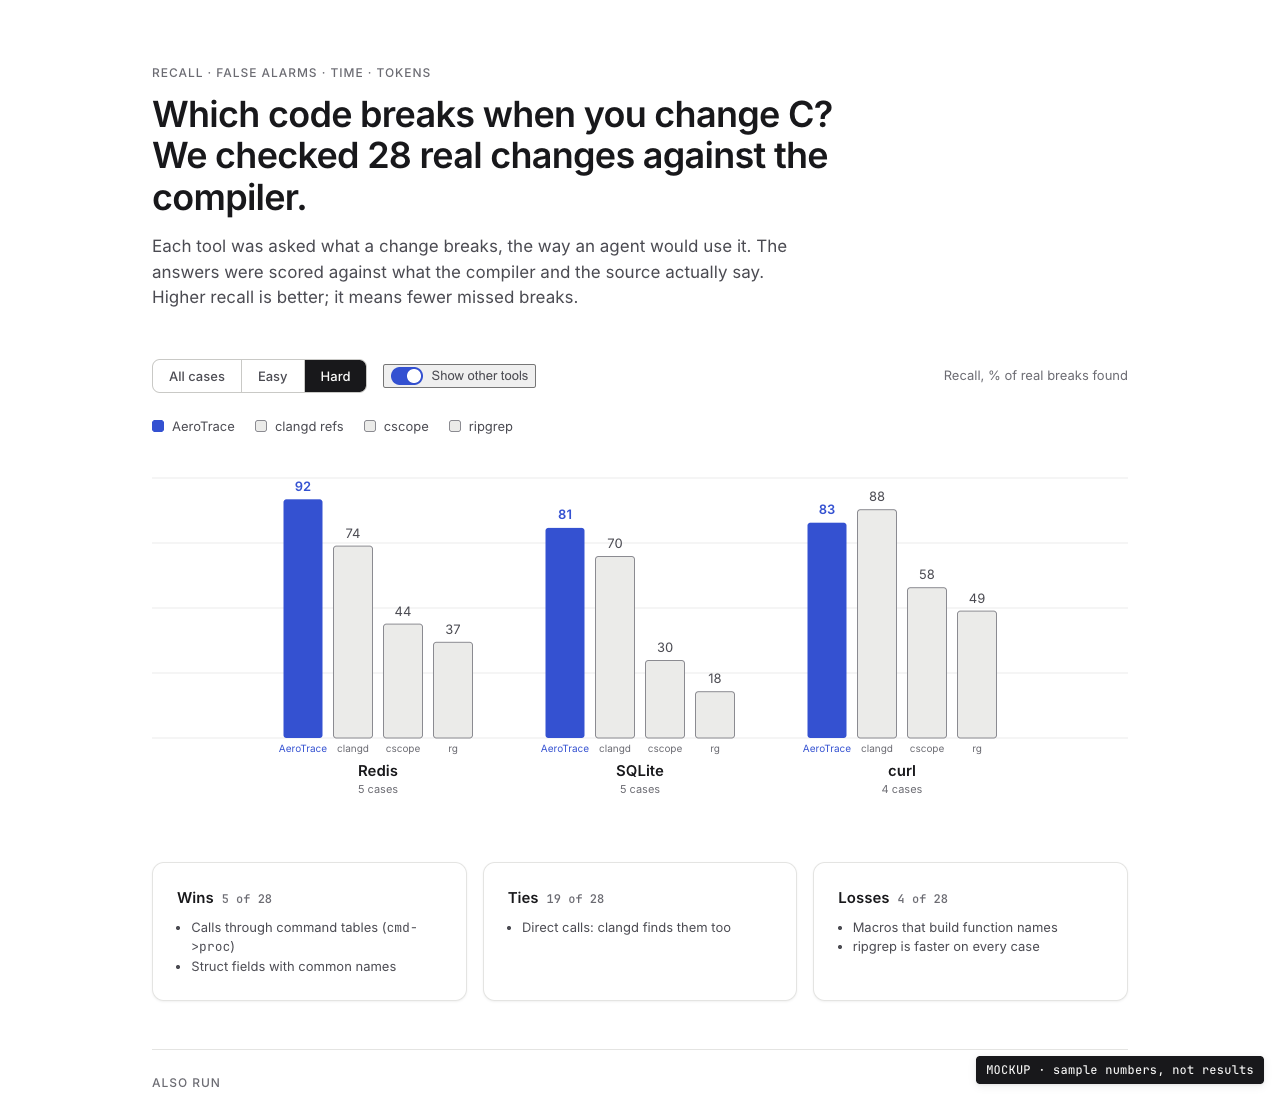 RECALL · FALSE ALARMS · TIME · TOKENS
Which code breaks when you change C?
We checked 28 real changes against the
compiler.
Each tool was asked what a change breaks, the way an agent would use it. The
answers were scored against what the compiler and the source actually say.
Higher recall is better; it means fewer missed breaks.
All cases Easy Hard Show other tools Recall, % of real breaks found
AeroTrace clangd refs cscope ripgrep
92 74 44 37
81 70 30 18
83 88 58 49
AeroTrace clangd cscope rg AeroTrace clangd cscope rg AeroTrace clangd cscope rg
Redis SQLite curl
5 cases 5 cases 4 cases
Wins 5 of 28
• Calls through command tables (cmd-
>proc)
• Struct fields with common names
Ties 19 of 28
• Direct calls: clangd finds them too
Losses 4 of 28
• Macros that build function names
• ripgrep is faster on every case
ALSO RUN
MOCKUP · sample numbers, not results